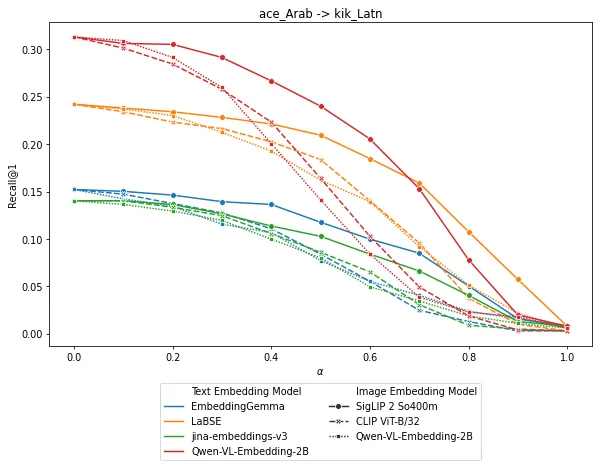 ace_Arab -> kik_Latn
Recall@1
0.30
0.25
0.20
0.15
0.10
0.05
0.00
0.0 0.2 0.4 0.6 0.8 1.0
α
Text Embedding Model
EmbeddingGemma
LaBSE
jina-embeddings-v3
Qwen-VL-Embedding-2B
Image Embedding Model
SigLIP 2 So400m
CLIP ViT-B/32
Qwen-VL-Embedding-2B